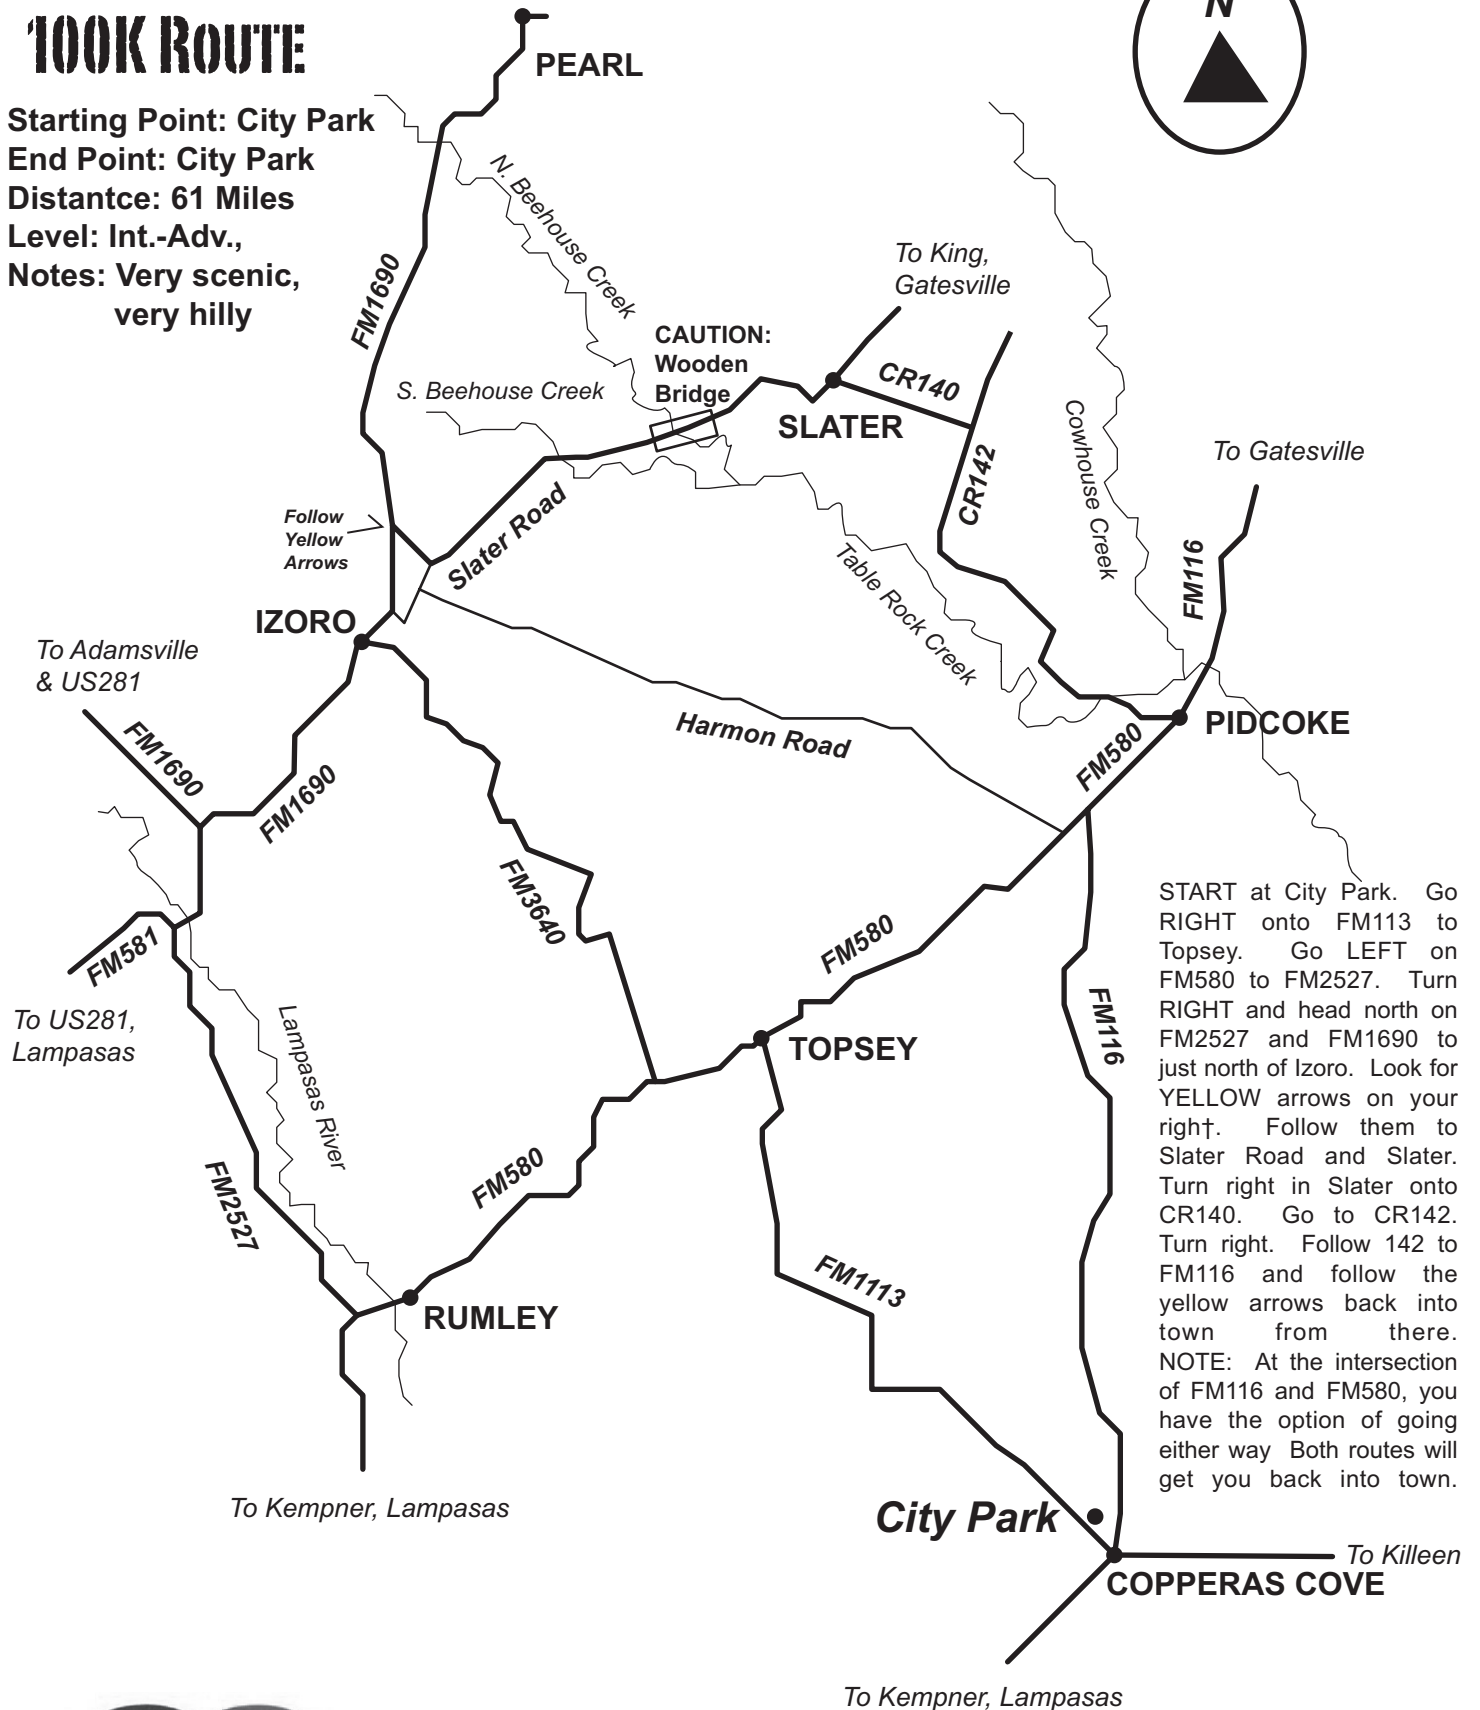 100K ROUTE
Starting Point: City Park
End Point: City Park
Distantce: 61 Miles
Level: Int.-Adv.,
Notes: Very scenic,
very hilly
N
PEARL
N. Beehouse Creek
FM1690
To King,
Gatesville
CAUTION:
Wooden
Bridge
S. Beehouse Creek
CR140
SLATER
Cowhouse Creek
To Gatesville
CR142
FM116
Follow
Yellow
Arrows
Slater Road
Table Rock Creek
IZORO
To Adamsville
& US281
FM1690
FM1690
Harmon Road
PIDCOKE
FM580
FM3640
FM580
FM581
To US281,
Lampasas
Lampasas River
FM116
TOPSEY
FM2527
FM580
FM1113
RUMLEY
To Kempner, Lampasas
START at City Park. Go
RIGHT onto FM113 to
Topsey. Go LEFT on
FM580 to FM2527. Turn
RIGHT and head north on
FM2527 and FM1690 to
just north of Izoro. Look for
YELLOW arrows on your
righ†. Follow them to
Slater Road and Slater.
Turn right in Slater onto
CR140. Go to CR142.
Turn right. Follow 142 to
FM116 and follow the
yellow arrows back into
town from there.
NOTE: At the intersection
of FM116 and FM580, you
have the option of going
either way Both routes will
get you back into town.
City Park
To Killeen
COPPERAS COVE
To Kempner, Lampasas